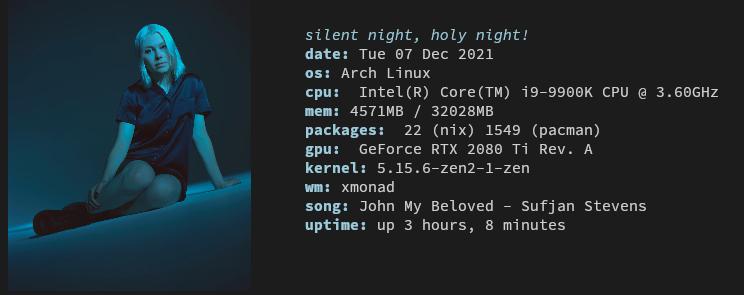 silent night, holy night!
date: Tue 07 Dec 2021
os: Arch Linux
cpu:  Intel(R) Core(TM) i9-9900K CPU @ 3.60GHz
mem: 4571MB / 32028MB
packages:  22 (nix) 1549 (pacman)
gpu:  GeForce RTX 2080 Ti Rev. A
kernel: 5.15.6-zen2-1-zen
wm: xmonad
song: John My Beloved - Sufjan Stevens
uptime: up 3 hours, 8 minutes